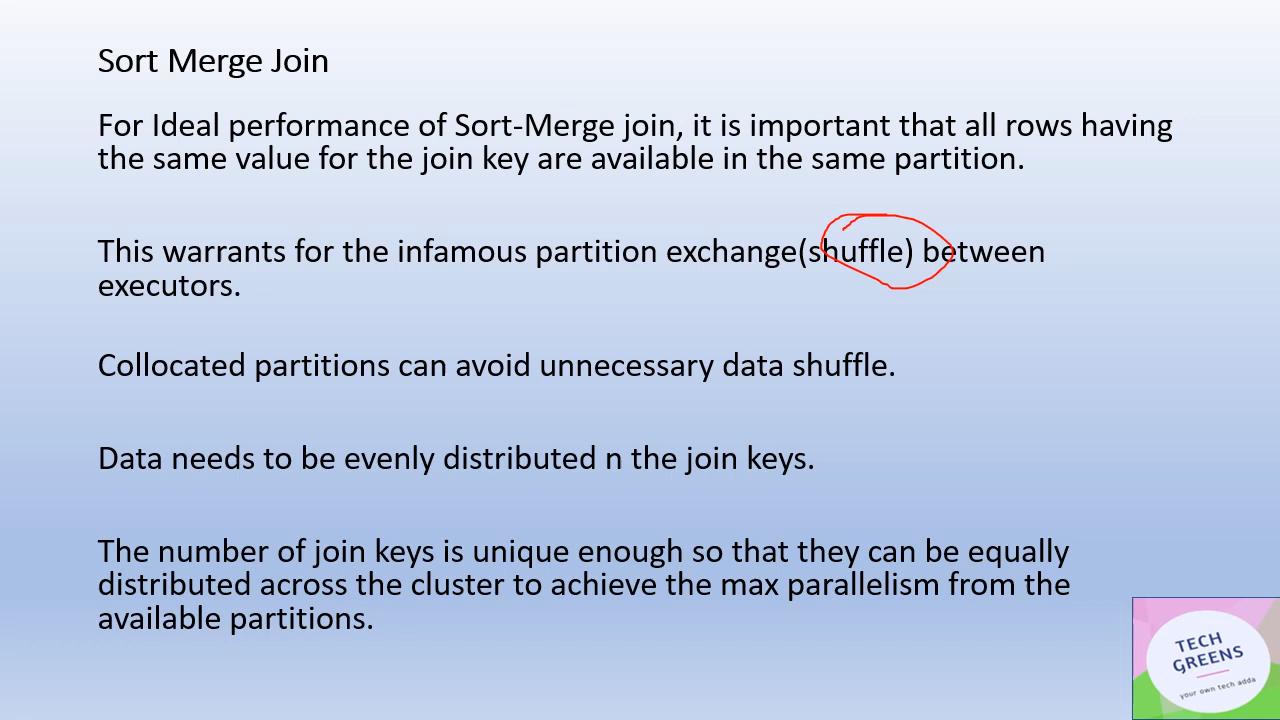 Sort Merge Join
For Ideal performance of Sort-Merge join, it is important that all rows having
the same value for the join key are available in the same partition.
This warrants for the infamous partition exchange(shuffle) between
executors.
Collocated partitions can avoid unnecessary data shuffle.
Data needs to be evenly distributed n the join keys.
The number of join keys is unique enough so that they can be equally
distributed across the cluster to achieve the max parallelism from the
available partitions.
TECH
GREENS
your own tech adda